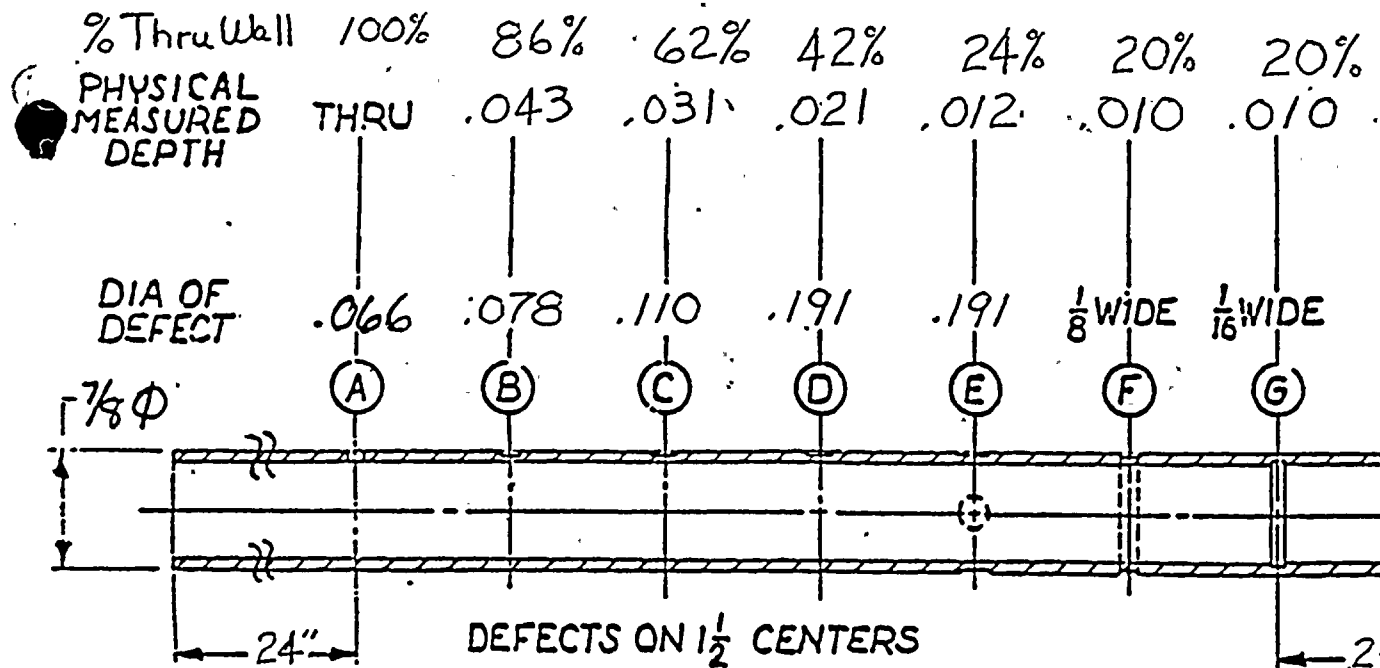 % Thru Wall 100% 86% 62% 42% 24% 20% 20%
PHYSICAL
MEASURED THRU .043 .031 .021 .012 .010 .010
DEPTH
DIA OF
DEFECT .066 .078 .110 .191 .191 1/8 WIDE 1/16 WIDE
A B C D E F G
7/8 Φ
24" DEFECTS ON 1 1/2 CENTERS